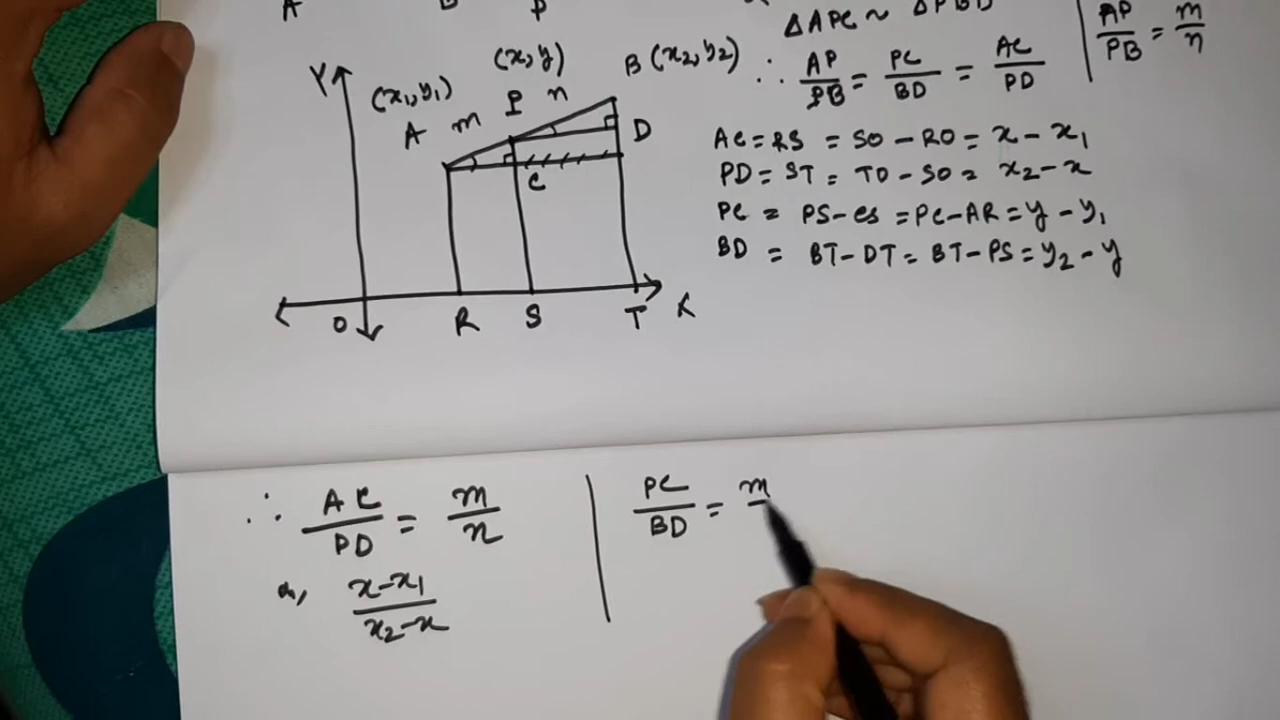 A B P
ΔAPC ~ ΔPBD
AP/PB = m/n
∴ AP/PB = PC/BD = AC/PD
Y
(x1, y1)
(x, y)
B (x2, y2)
A m P n
D
C
O R S T X
AC = RS = SO - RO = x - x1
PD = ST = TO - SO = x2 - x
PC = PS - CS = PC - AR = y - y1
BD = BT - DT = BT - PS = y2 - y
∴ AC/PD = m/n
x - x1/x2 - x
PC/BD = m